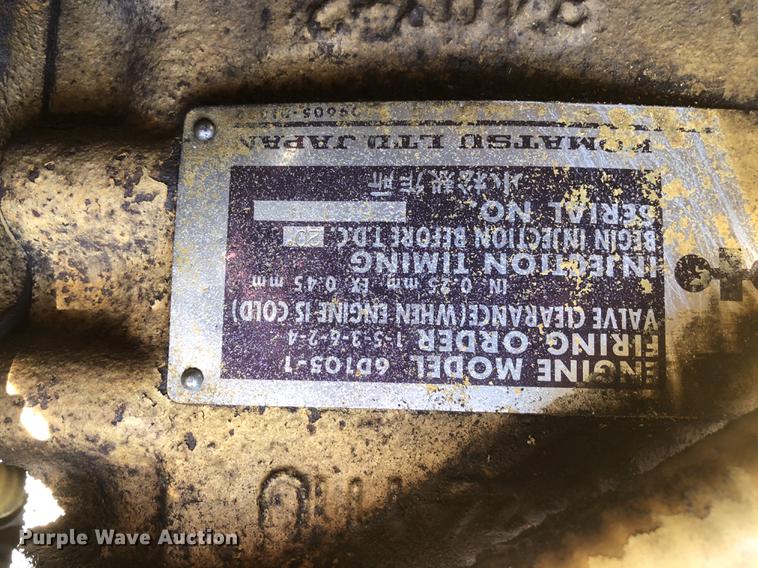 ENGINE MODEL 6D105-1
FIRING ORDER 1-5-3-6-2-4
VALVE CLEARANCE(WHEN ENGINE IS COLD)
IN 0.25 mm EX 0.45 mm
INJECTION TIMING
BEGIN INJECTION BEFORE T.D.C. 20°
SERIAL NO.
小松製作所
KOMATSU LTD JAPAN
Purple Wave Auction